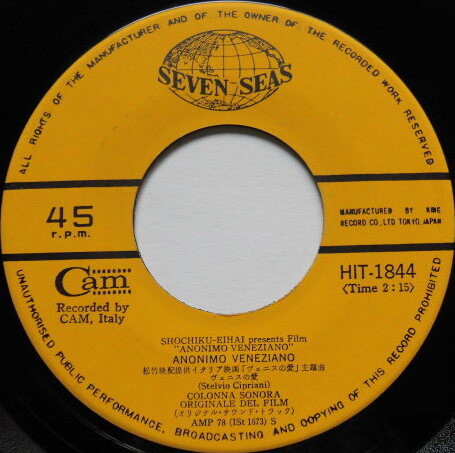 ALL RIGHTS OF THE MANUFACTURER AND OF THE OWNER OF THE RECORDED WORK RESERVED
SEVEN SEAS
45
r.p.m.
MANUFACTURED BY KING
RECORD CO., LTD TOKYO, JAPAN
Cam
Recorded by
CAM, Italy
HIT-1844
(Time 2:15)
SHOCHIKU-EIHAI presents Film
"ANONIMO VENEZIANO"
ANONIMO VENEZIANO
松竹映配提供イタリア映画「ヴェニスの愛」主題曲
ヴェニスの愛
(Stelvio Cipriani)
COLONNA SONORA
ORIGINALE DEL FILM
(オリジナル・サウンド・トラック)
AMP 78 (ISt 1673) S
UNAUTHORISED PUBLIC PERFORMANCE, BROADCASTING AND COPYING OF THIS RECORD PROHIBITED